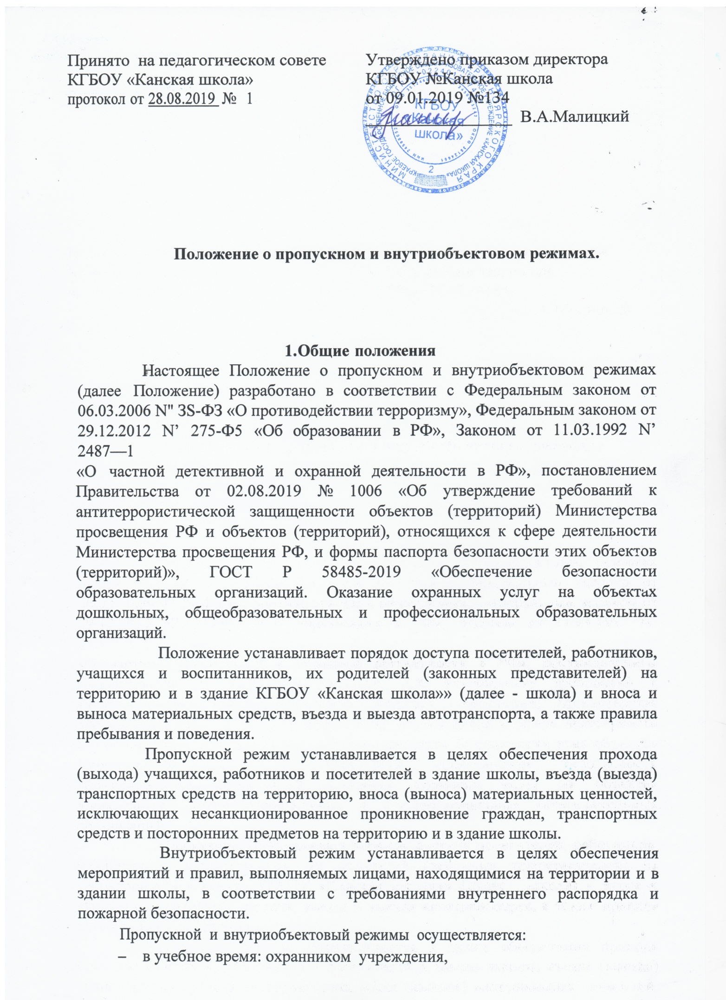 Принято на педагогическом совете
КГБОУ «Канская школа»
протокол от 28.08.2019 № 1
Утверждено приказом директора
КГБОУ №Канская школа
от 09.01.2019 №134
В.А.Малицкий
КГБОУ
«Канская
школа»
2
МИНИСТЕРСТВО ОБРАЗОВАНИЯ КРАСНОЯРСКОГО КРАЯ
Положение о пропускном и внутриобъектовом режимах.
1.Общие положения
Настоящее Положение о пропускном и внутриобъектовом режимах
(далее Положение) разработано в соответствии с Федеральным законом от
06.03.2006 N" ЗS-ФЗ «О противодействии терроризму», Федеральным законом от
29.12.2012 N’ 275-Ф5 «Об образовании в РФ», Законом от 11.03.1992 N’
2487—1
«О частной детективной и охранной деятельности в РФ», постановлением
Правительства от 02.08.2019 № 1006 «Об утверждение требований к
антитеррористической защищенности объектов (территорий) Министерства
просвещения РФ и объектов (территорий), относящихся к сфере деятельности
Министерства просвещения РФ, и формы паспорта безопасности этих объектов
(территорий)», ГОСТ Р 58485-2019 «Обеспечение безопасности
образовательных организаций. Оказание охранных услуг на объектах
дошкольных, общеобразовательных и профессиональных образовательных
организаций.
Положение устанавливает порядок доступа посетителей, работников,
учащихся и воспитанников, их родителей (законных представителей) на
территорию и в здание КГБОУ «Канская школа»» (далее - школа) и вноса и
выноса материальных средств, въезда и выезда автотранспорта, а также правила
пребывания и поведения.
Пропускной режим устанавливается в целях обеспечения прохода
(выхода) учащихся, работников и посетителей в здание школы, въезда (выезда)
транспортных средств на территорию, вноса (выноса) материальных ценностей,
исключающих несанкционированное проникновение граждан, транспортных
средств и посторонних предметов на территорию и в здание школы.
Внутриобъектовый режим устанавливается в целях обеспечения
мероприятий и правил, выполняемых лицами, находящимися на территории и в
здании школы, в соответствии с требованиями внутреннего распорядка и
пожарной безопасности.
Пропускной и внутриобъектовый режимы осуществляется:
– в учебное время: охранником учреждения,